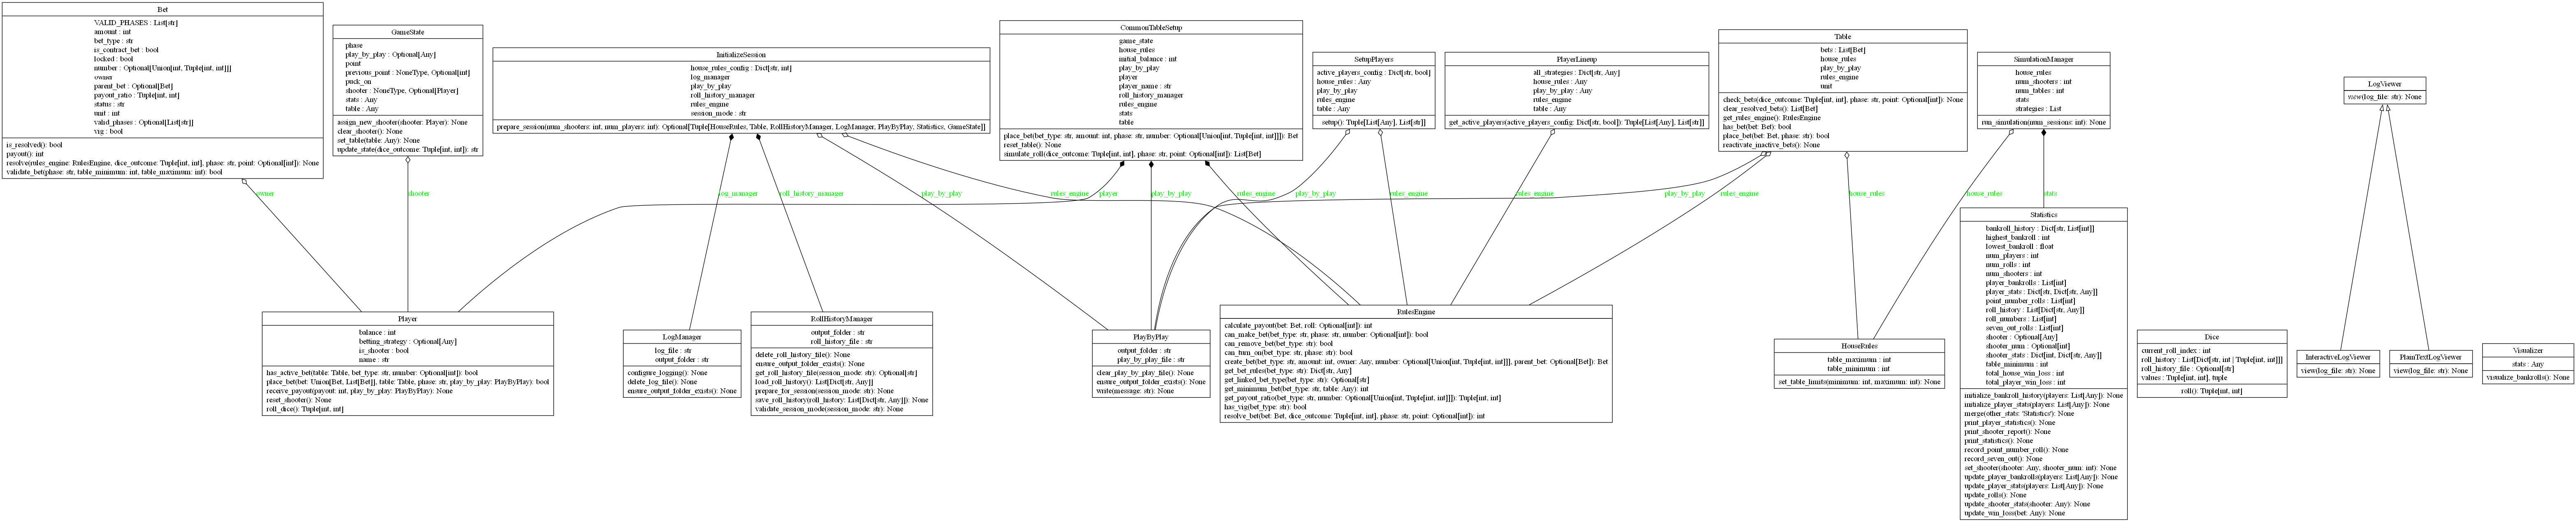 Bet
VALID_PHASES : List[str]
amount : int
bet_type : str
is_contract_bet : bool
locked : bool
number : Optional[Union[int, Tuple[int, int]]]
owner
parent_bet : Optional[Bet]
payout_ratio : Tuple[int, int]
status : str
unit : int
valid_phases : Optional[List[str]]
vig : bool
is_resolved(): bool
payout(): int
resolve(rules_engine: RulesEngine, dice_outcome: Tuple[int, int], phase: str, point: Optional[int]): None
validate_bet(phase: str, table_minimum: int, table_maximum: int): bool
GameState
phase
play_by_play : Optional[Any]
point
previous_point : NoneType, Optional[int]
puck_on
shooter : NoneType, Optional[Player]
stats : Any
table : Any
assign_new_shooter(shooter: Player): None
clear_shooter(): None
set_table(table: Any): None
update_state(dice_outcome: Tuple[int, int]): str
InitializeSession
house_rules_config : Dict[str, int]
log_manager
play_by_play
roll_history_manager
rules_engine
session_mode : str
prepare_session(num_shooters: int, num_players: int): Optional[Tuple[HouseRules, Table, RollHistoryManager, LogManager, PlayByPlay, Statistics, GameState]]
CommonTableSetup
game_state
house_rules
initial_balance : int
play_by_play
player
player_name : str
roll_history_manager
rules_engine
stats
table
place_bet(bet_type: str, amount: int, phase: str, number: Optional[Union[int, Tuple[int, int]]]): Bet
reset_table(): None
simulate_roll(dice_outcome: Tuple[int, int], phase: str, point: Optional[int]): List[Bet]
SetupPlayers
active_players_config : Dict[str, bool]
house_rules : Any
play_by_play
rules_engine
table : Any
setup(): Tuple[List[Any], List[str]]
PlayerLineup
all_strategies : Dict[str, Any]
house_rules : Any
play_by_play : Any
rules_engine
table : Any
get_active_players(active_players_config: Dict[str, bool]): Tuple[List[Any], List[str]]
Table
bets : List[Bet]
house_rules
play_by_play
rules_engine
unit
check_bets(dice_outcome: Tuple[int, int], phase: str, point: Optional[int]): None
clear_resolved_bets(): List[Bet]
get_rules_engine(): RulesEngine
has_bet(bet: Bet): bool
place_bet(bet: Bet, phase: str): bool
reactivate_inactive_bets(): None
SimulationManager
house_rules
num_shooters : int
num_tables : int
stats
strategies : List
run_simulation(num_sessions: int): None
LogViewer
view(log_file: str): None
owner
shooter
log_manager
roll_history_manager
play_by_play
rules_engine
player
play_by_play
rules_engine
play_by_play
rules_engine
rules_engine
play_by_play
rules_engine
house_rules
house_rules
stats
Player
balance : int
betting_strategy : Optional[Any]
is_shooter : bool
name : str
has_active_bet(table: Table, bet_type: str, number: Optional[int]): bool
place_bet(bet: Union[Bet, List[Bet]], table: Table, phase: str, play_by_play: PlayByPlay): bool
receive_payout(payout: int, play_by_play: PlayByPlay): None
reset_shooter(): None
roll_dice(): Tuple[int, int]
LogManager
log_file : str
output_folder : str
configure_logging(): None
delete_log_file(): None
ensure_output_folder_exists(): None
RollHistoryManager
output_folder : str
roll_history_file : str
delete_roll_history_file(): None
ensure_output_folder_exists(): None
get_roll_history_file(session_mode: str): Optional[str]
load_roll_history(): List[Dict[str, Any]]
prepare_for_session(session_mode: str): None
save_roll_history(roll_history: List[Dict[str, Any]]): None
validate_session_mode(session_mode: str): None
PlayByPlay
output_folder : str
play_by_play_file : str
clear_play_by_play_file(): None
ensure_output_folder_exists(): None
write(message: str): None
RulesEngine
calculate_payout(bet: Bet, roll: Optional[int]): int
can_make_bet(bet_type: str, phase: str, number: Optional[int]): bool
can_remove_bet(bet_type: str): bool
can_turn_on(bet_type: str, phase: str): bool
create_bet(bet_type: str, amount: int, owner: Any, number: Optional[Union[int, Tuple[int, int]]], parent_bet: Optional[Bet]): Bet
get_bet_rules(bet_type: str): Dict[str, Any]
get_linked_bet_type(bet_type: str): Optional[str]
get_minimum_bet(bet_type: str, table: Any): int
get_payout_ratio(bet_type: str, number: Optional[Union[int, Tuple[int, int]]]): Tuple[int, int]
has_vig(bet_type: str): bool
resolve_bet(bet: Bet, dice_outcome: Tuple[int, int], phase: str, point: Optional[int]): int
HouseRules
table_maximum : int
table_minimum : int
set_table_limits(minimum: int, maximum: int): None
Statistics
bankroll_history : Dict[str, List[int]]
highest_bankroll : int
lowest_bankroll : float
num_players : int
num_rolls : int
num_shooters : int
player_bankrolls : List[int]
player_stats : Dict[str, Dict[str, Any]]
point_number_rolls : List[int]
roll_history : List[Dict[str, Any]]
roll_numbers : List[int]
seven_out_rolls : List[int]
shooter : Optional[Any]
shooter_num : Optional[int]
shooter_stats : Dict[int, Dict[str, Any]]
table_minimum : int
total_house_win_loss : int
total_player_win_loss : int
initialize_bankroll_history(players: List[Any]): None
initialize_player_stats(players: List[Any]): None
merge(other_stats: 'Statistics'): None
print_player_statistics(): None
print_shooter_report(): None
print_statistics(): None
record_point_number_roll(): None
record_seven_out(): None
set_shooter(shooter: Any, shooter_num: int): None
update_player_bankrolls(players: List[Any]): None
update_player_stats(players: List[Any]): None
update_rolls(): None
update_shooter_stats(shooter: Any): None
update_win_loss(bet: Any): None
Dice
current_roll_index : int
roll_history : List[Dict[str, int | Tuple[int, int]]]
roll_history_file : Optional[str]
values : Tuple[int, int], tuple
roll(): Tuple[int, int]
InteractiveLogViewer
view(log_file: str): None
PlainTextLogViewer
view(log_file: str): None
Visualizer
stats : Any
visualize_bankrolls(): None